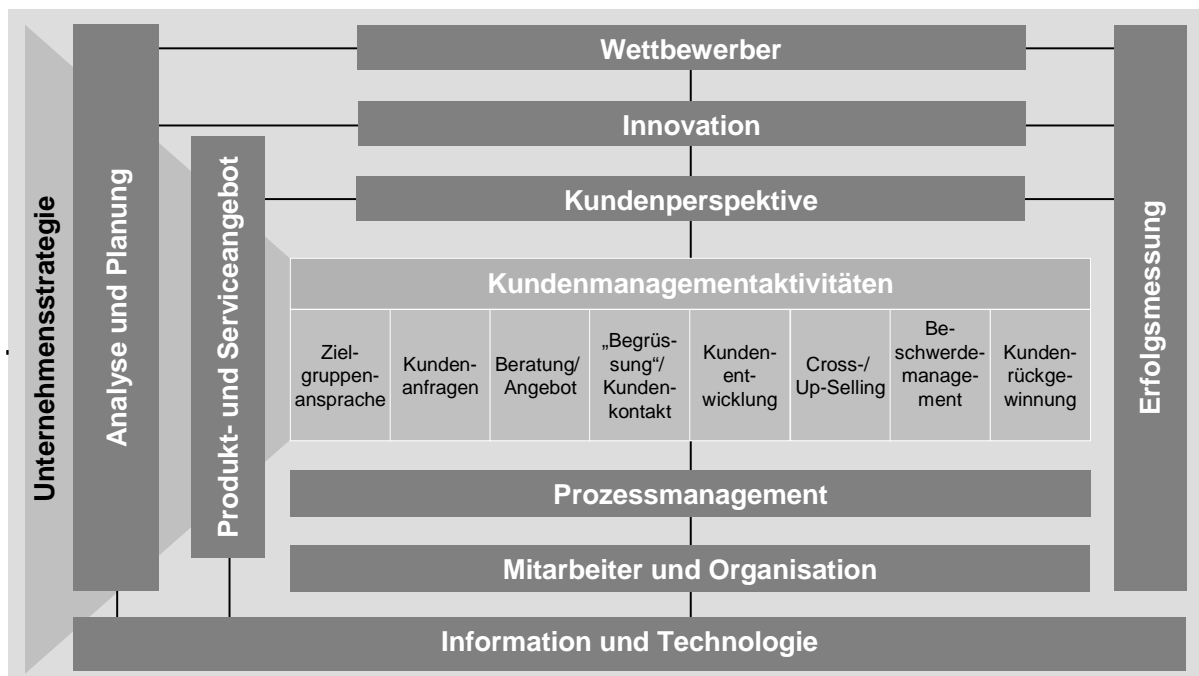 Unternehmensstrategie
Analyse und Planung
Produkt- und Serviceangebot
Wettbewerber
Innovation
Kundenperspektive
Kundenmanagementaktivitäten
Ziel-
gruppen-
ansprache
Kunden-
anfragen
Beratung/
Angebot
„Begrüs-
sung“/
Kunden-
kontakt
Kunden-
ent-
wicklung
Cross-/
Up-Selling
Be-
schwerde-
manage-
ment
Kunden-
rückge-
winnung
Prozessmanagement
Mitarbeiter und Organisation
Information und Technologie
Erfolgsmessung